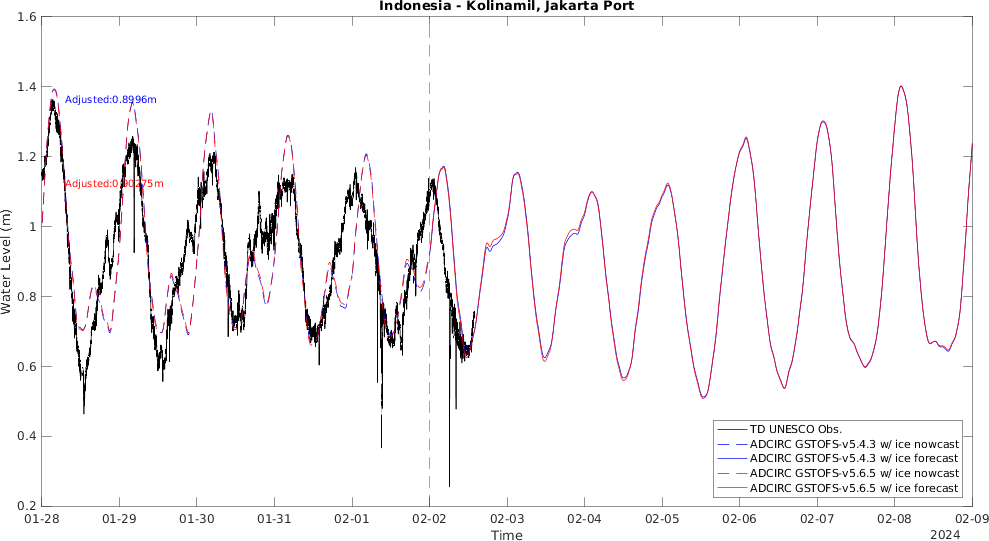 Indonesia - Kolinamil, Jakarta Port
1.6
1.4
1.2
1
0.8
0.6
0.4
0.2
Water Level (m)
Adjusted:0.8996m
Adjusted:0.90275m
TD UNESCO Obs.
ADCIRC GSTOFS-v5.4.3 w/ ice nowcast
ADCIRC GSTOFS-v5.4.3 w/ ice forecast
ADCIRC GSTOFS-v5.6.5 w/ ice nowcast
ADCIRC GSTOFS-v5.6.5 w/ ice forecast
01-28 01-29 01-30 01-31 02-01 02-02 02-03 02-04 02-05 02-06 02-07 02-08 02-09
Time
2024